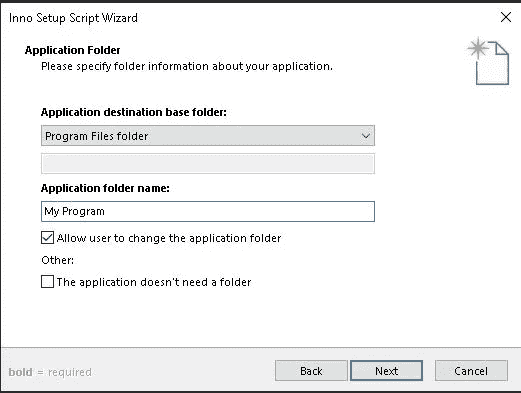 Inno Setup Script Wizard
Application Folder
Please specify folder information about your application.
Application destination base folder:
Program Files folder
Application folder name:
My Program
Allow user to change the application folder
Other:
The application doesn't need a folder
bold = required
Back
Next
Cancel